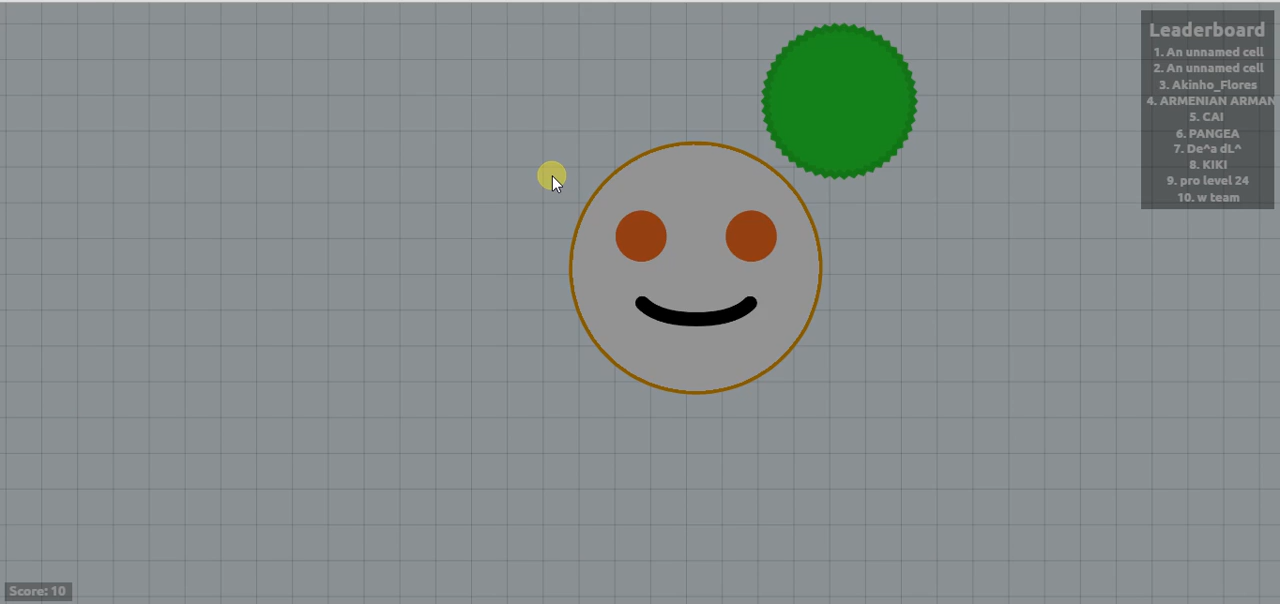 Leaderboard
1. An unnamed cell
2. An unnamed cell
3. Akinho_Flores
4. ARMENIAN ARMAN
5. CAI
6. PANGEA
7. De^a dL^
8. KIKI
9. pro level 24
10. w team
Score: 10